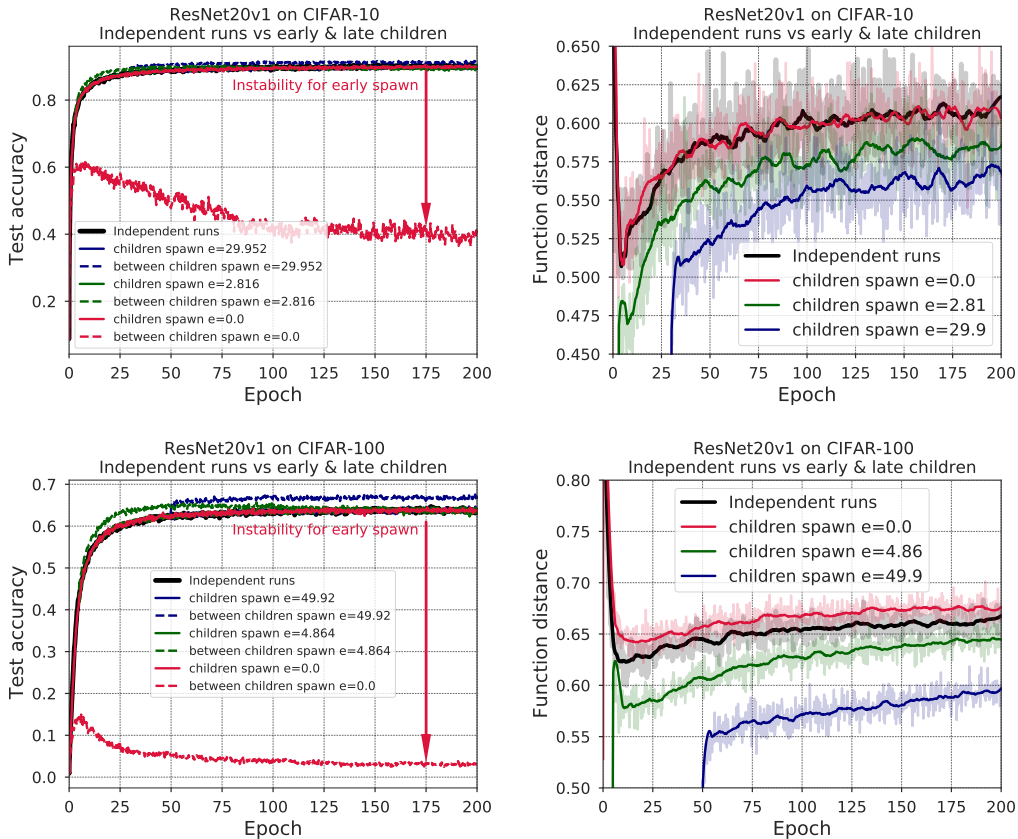 ResNet20v1 on CIFAR-10
Independent runs vs early & late children
Test accuracy
0.8
0.6
0.4
0.2
Instability for early spawn
Independent runs
children spawn e=29.952
between children spawn e=29.952
children spawn e=2.816
between children spawn e=2.816
children spawn e=0.0
between children spawn e=0.0
0 25 50 75 100 125 150 175 200
Epoch
ResNet20v1 on CIFAR-10
Independent runs vs early & late children
Function distance
0.650
0.625
0.600
0.575
0.550
0.525
0.500
0.475
0.450
Independent runs
children spawn e=0.0
children spawn e=2.81
children spawn e=29.9
0 25 50 75 100 125 150 175 200
Epoch
ResNet20v1 on CIFAR-100
Independent runs vs early & late children
Test accuracy
0.7
0.6
0.5
0.4
0.3
0.2
0.1
0.0
Instability for early spawn
Independent runs
children spawn e=49.92
between children spawn e=49.92
children spawn e=4.864
between children spawn e=4.864
children spawn e=0.0
between children spawn e=0.0
0 25 50 75 100 125 150 175 200
Epoch
ResNet20v1 on CIFAR-100
Independent runs vs early & late children
Function distance
0.80
0.75
0.70
0.65
0.60
0.55
0.50
Independent runs
children spawn e=0.0
children spawn e=4.86
children spawn e=49.9
0 25 50 75 100 125 150 175 200
Epoch